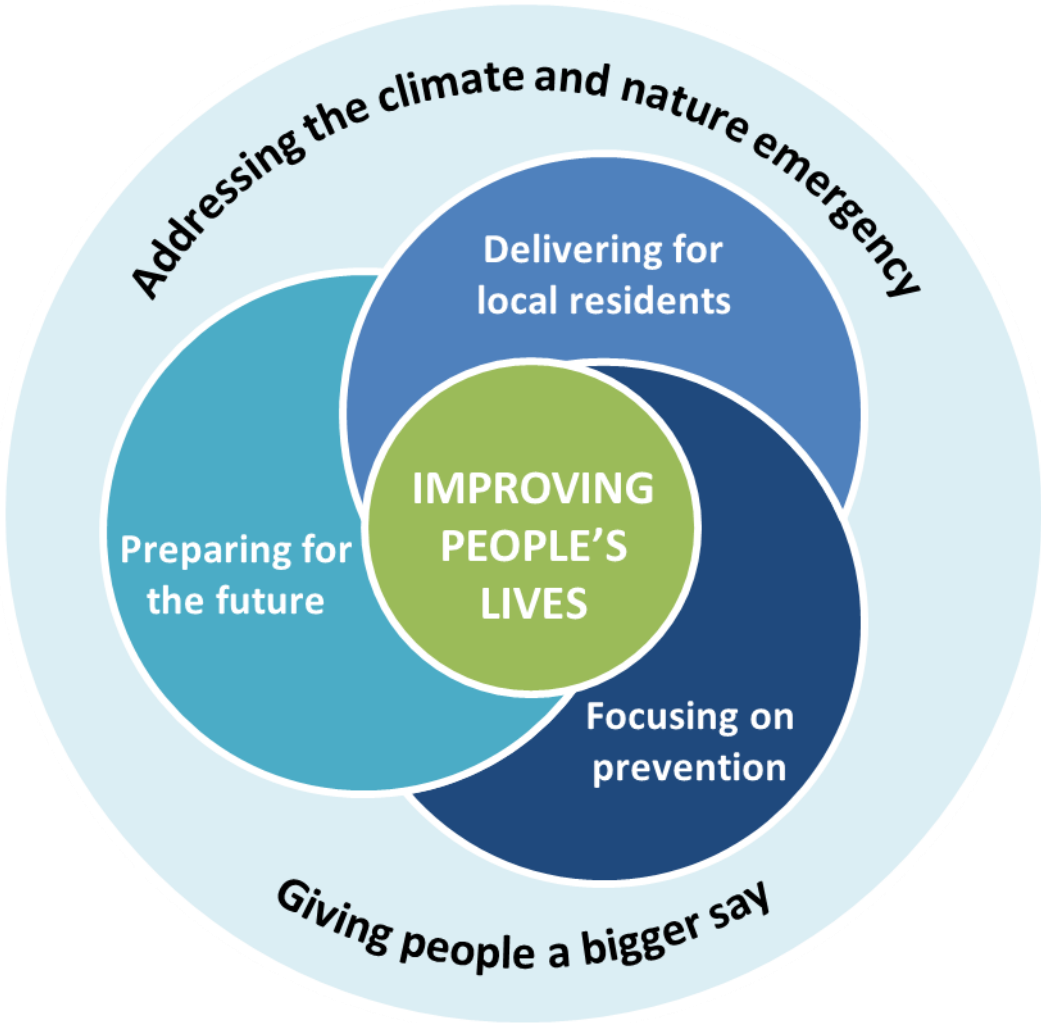 Addressing the climate and nature emergency
Delivering for
local residents
IMPROVING
PEOPLE’S
LIVES
Preparing for
the future
Focusing on
prevention
Giving people a bigger say